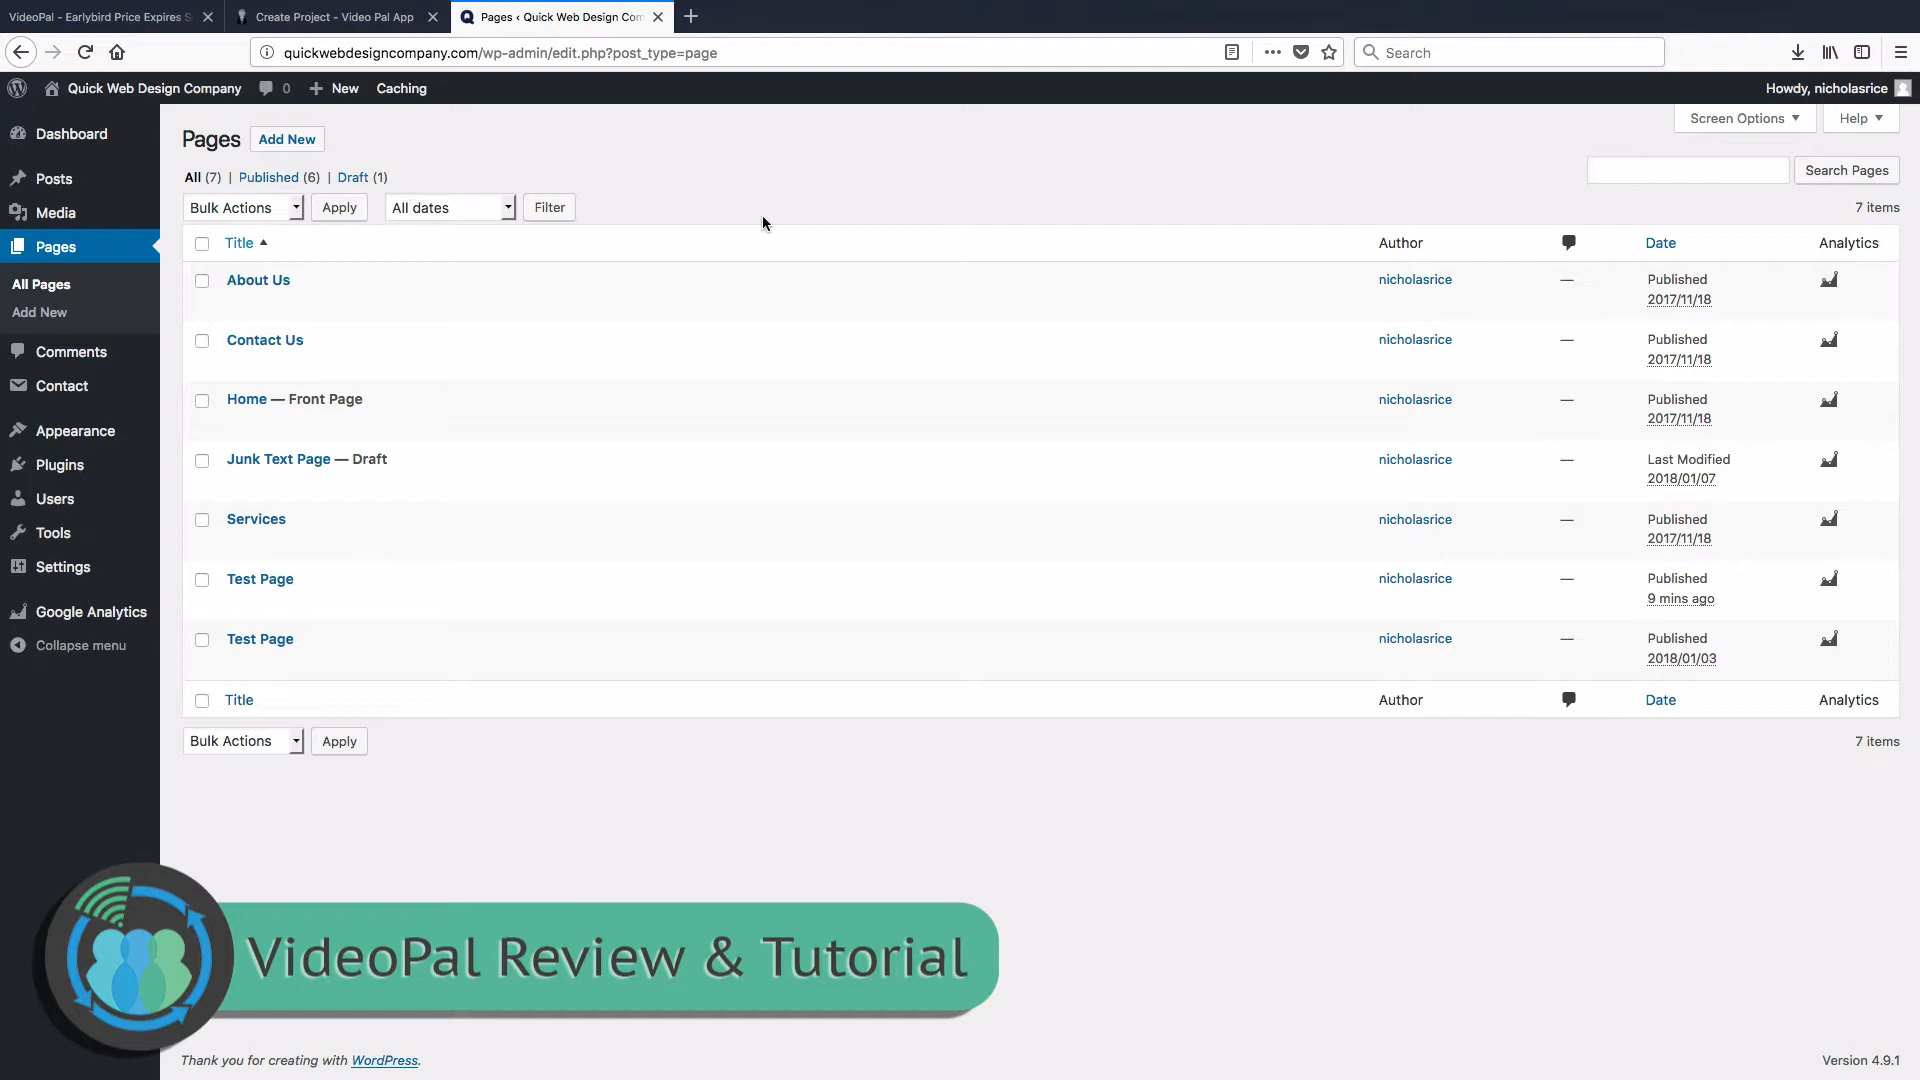 VideoPal - Earlybird Price Expires S
Create Project - Video Pal App
Pages ‹ Quick Web Design Com
quickwebdesigncompany.com/wp-admin/edit.php?post_type=page
Search
Quick Web Design Company
0
New
Caching
Howdy, nicholasrice
Dashboard
Posts
Media
Pages
All Pages
Add New
Comments
Contact
Appearance
Plugins
Users
Tools
Settings
Google Analytics
Collapse menu
Screen Options
Help
Pages
Add New
All (7) | Published (6) | Draft (1)
Search Pages
Bulk Actions
Apply
All dates
Filter
7 items
Title
Author
Date
Analytics
About Us
nicholasrice
—
Published
2017/11/18
Contact Us
nicholasrice
—
Published
2017/11/18
Home — Front Page
nicholasrice
—
Published
2017/11/18
Junk Text Page — Draft
nicholasrice
—
Last Modified
2018/01/07
Services
nicholasrice
—
Published
2017/11/18
Test Page
nicholasrice
—
Published
9 mins ago
Test Page
nicholasrice
—
Published
2018/01/03
Title
Author
Date
Analytics
Bulk Actions
Apply
7 items
VideoPal Review & Tutorial
Thank you for creating with WordPress.
Version 4.9.1